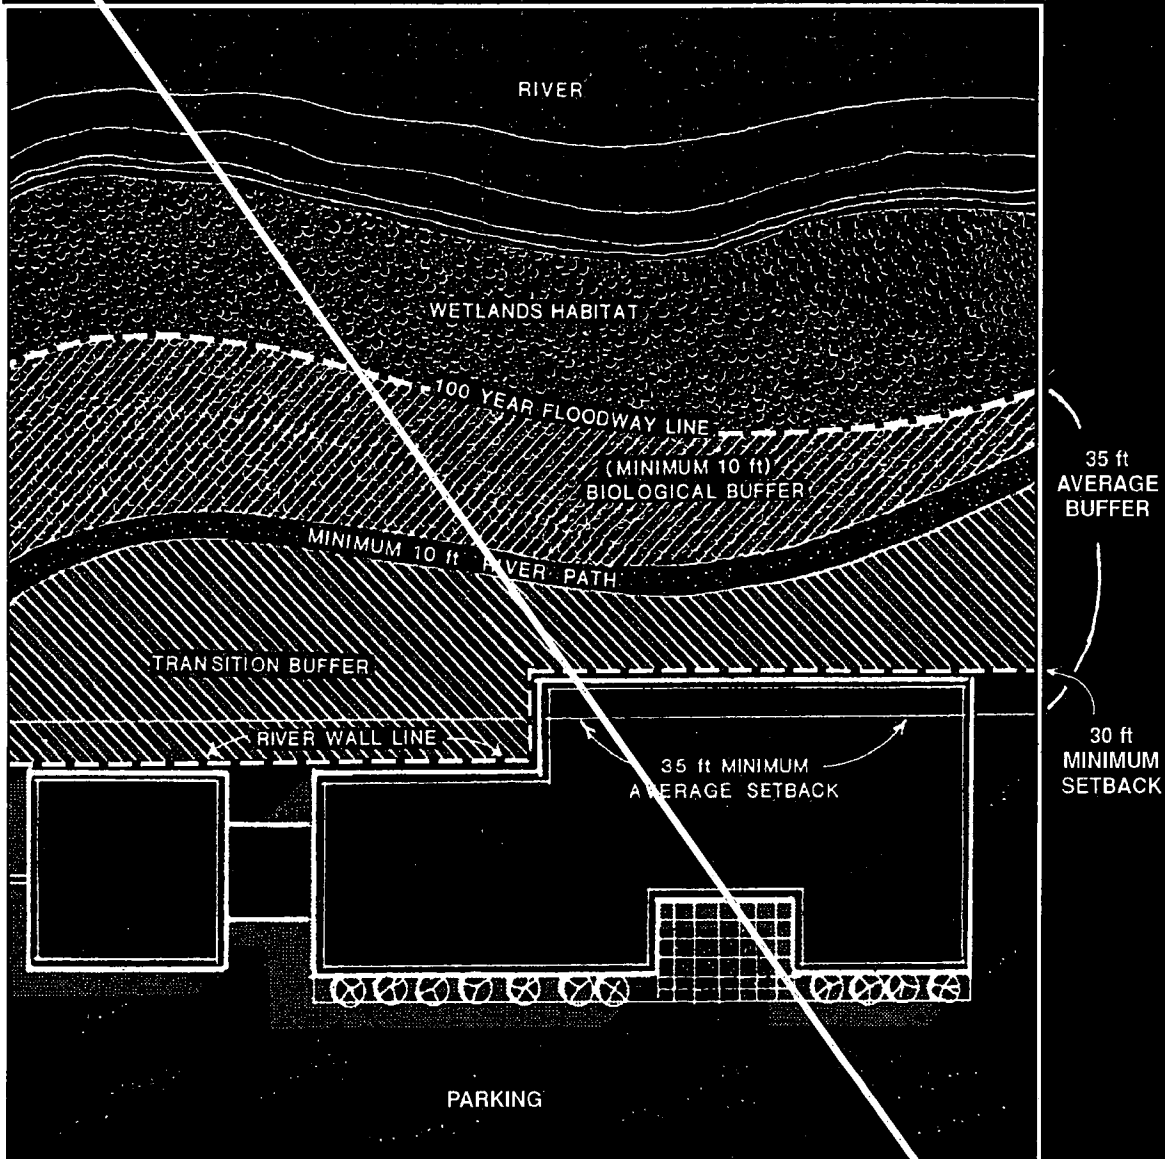 RIVER
WETLANDS HABITAT
100 YEAR FLOODWAY LINE
(MINIMUM 10 ft)
BIOLOGICAL BUFFER
35 ft
AVERAGE
BUFFER
MINIMUM 10 ft RIVER PATH
TRANSITION BUFFER
RIVER WALL LINE
35 ft MINIMUM
AVERAGE SETBACK
30 ft
MINIMUM
SETBACK
PARKING